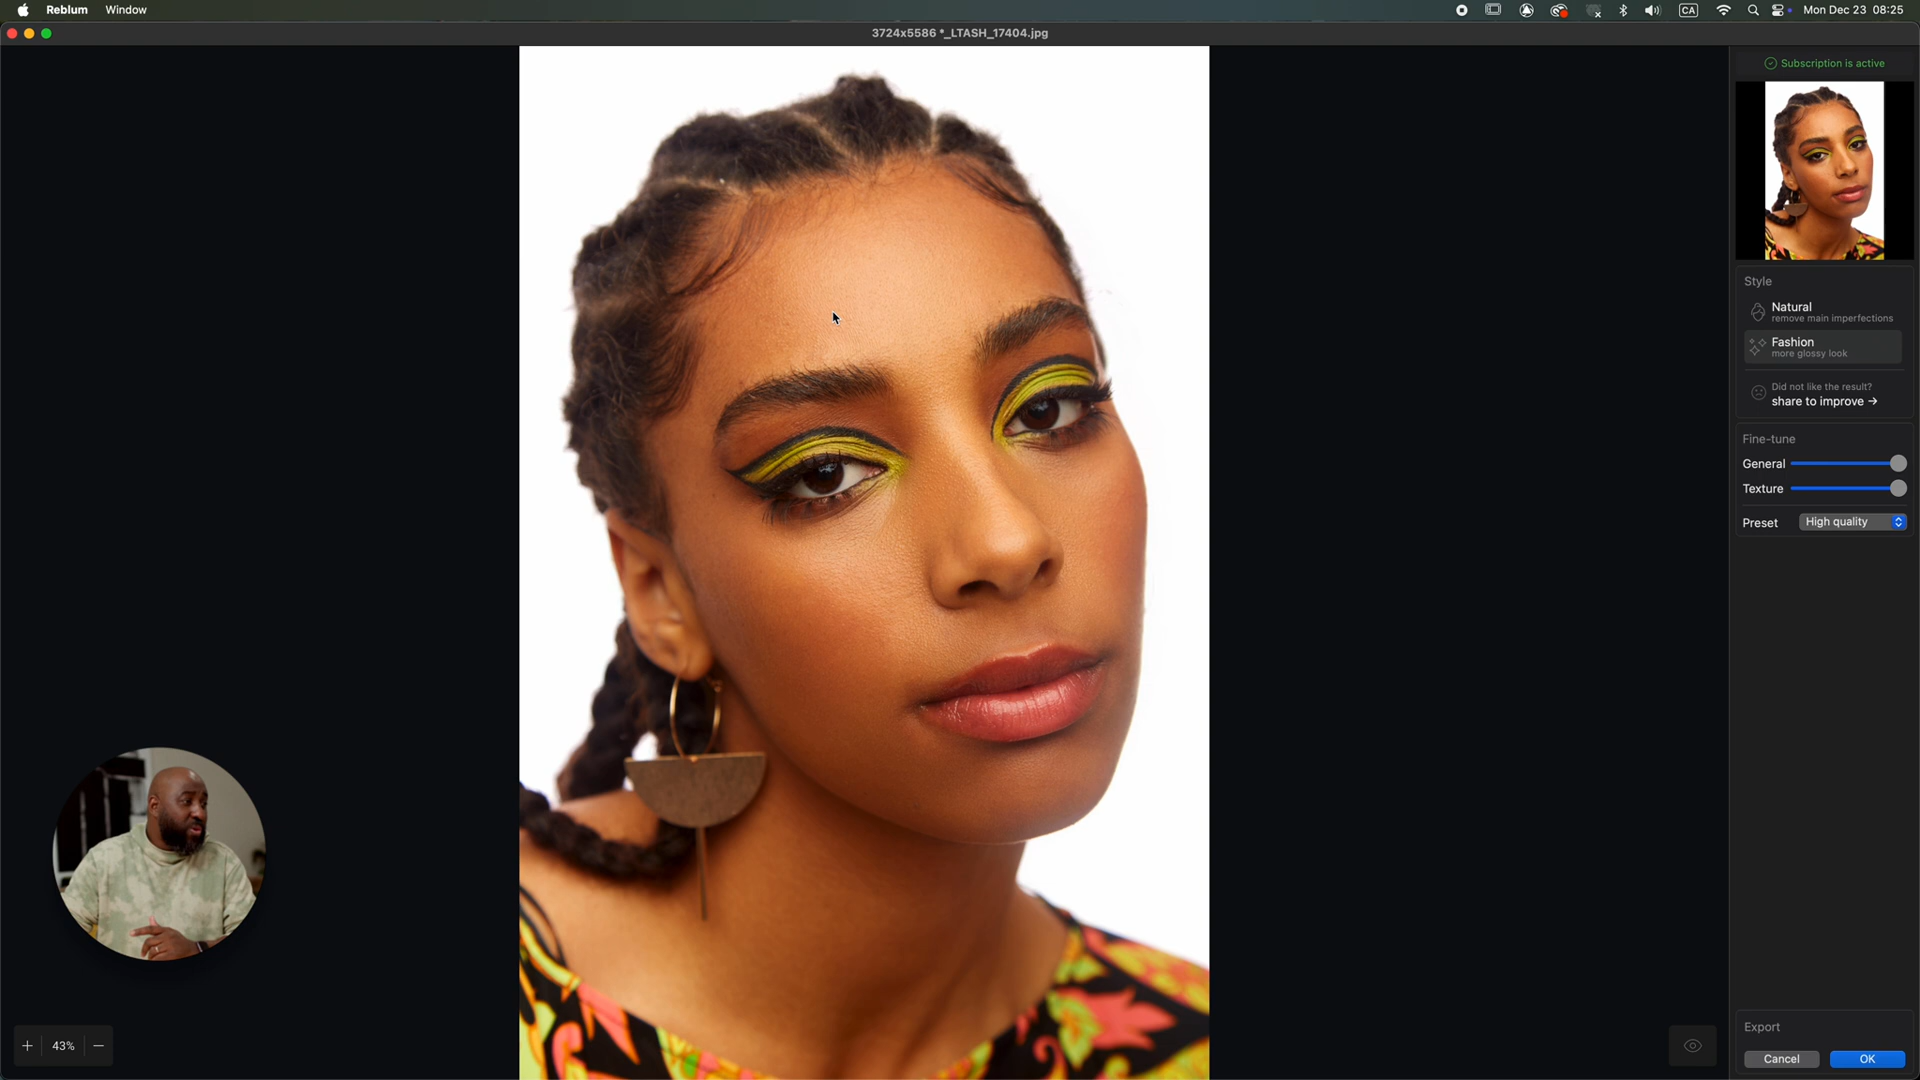 Reblum Window
CA
Mon Dec 23 08:25
3724x5586 *_LTASH_17404.jpg
Subscription is active
Style
Natural
remove main imperfections
Fashion
more glossy look
Did not like the result?
share to improve →
Fine-tune
General
Texture
Preset High quality
+ 43% −
Export
Cancel OK